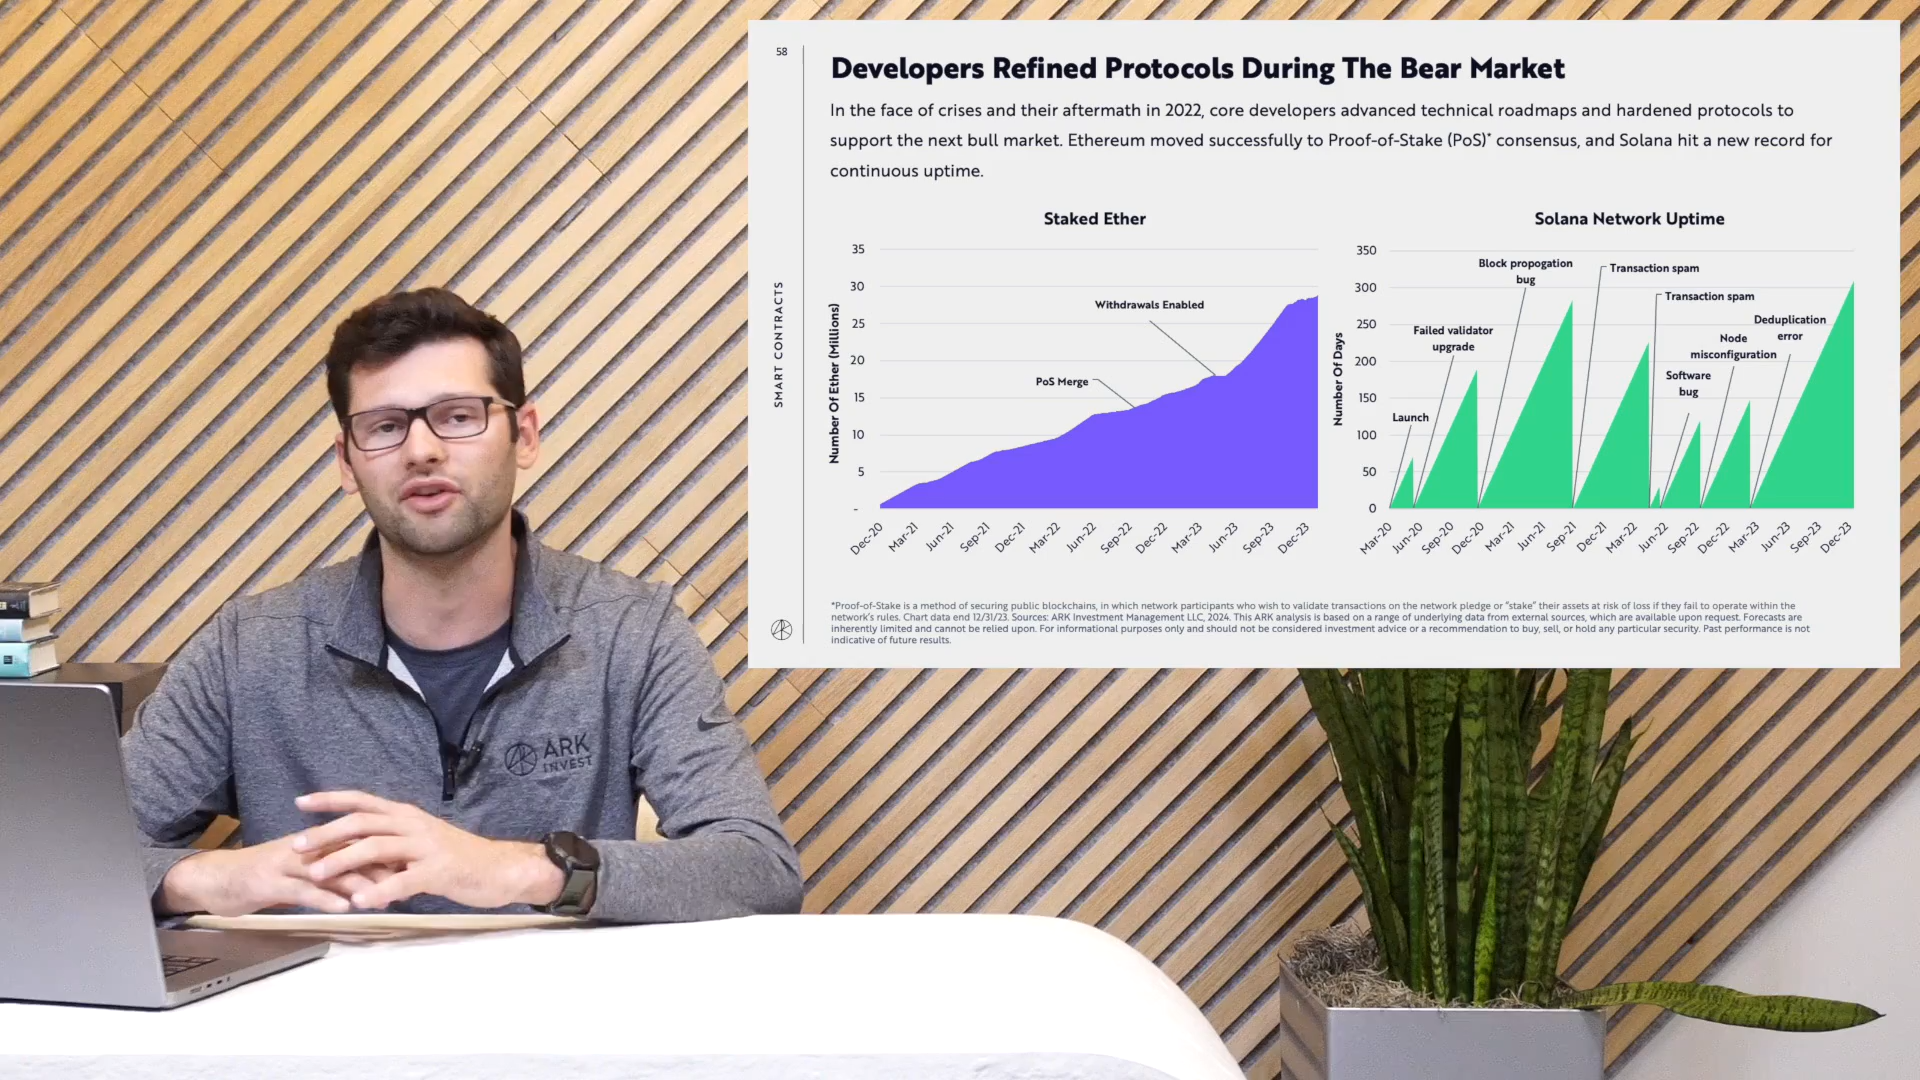 58
Developers Refined Protocols During The Bear Market
In the face of crises and their aftermath in 2022, core developers advanced technical roadmaps and hardened protocols to
support the next bull market. Ethereum moved successfully to Proof-of-Stake (PoS)* consensus, and Solana hit a new record for
continuous uptime.
SMART CONTRACTS
Staked Ether
Number Of Ether (Millions)
35
30
25
20
15
10
5
-
Withdrawals Enabled
PoS Merge
Dec-20
Mar-21
Jun-21
Sep-21
Dec-21
Mar-22
Jun-22
Sep-22
Dec-22
Mar-23
Jun-23
Sep-23
Dec-23
Solana Network Uptime
Number Of Days
350
300
250
200
150
100
50
0
Launch
Failed validator
upgrade
Block propogation
bug
Transaction spam
Transaction spam
Software
bug
Node
misconfiguration
Deduplication
error
Mar-20
Jun-20
Sep-20
Dec-20
Mar-21
Jun-21
Sep-21
Dec-21
Mar-22
Jun-22
Sep-22
Dec-22
Mar-23
Jun-23
Sep-23
Dec-23
*Proof-of-Stake is a method of securing public blockchains, in which network participants who wish to validate transactions on the network pledge or "stake" their assets at risk of loss if they fail to operate within the
network's rules. Chart data end 12/31/23. Sources: ARK Investment Management LLC, 2024. This ARK analysis is based on a range of underlying data from external sources, which are available upon request. Forecasts are
inherently limited and cannot be relied upon. For informational purposes only and should not be considered investment advice or a recommendation to buy, sell, or hold any particular security. Past performance is not
indicative of future results.
ARK
INVEST